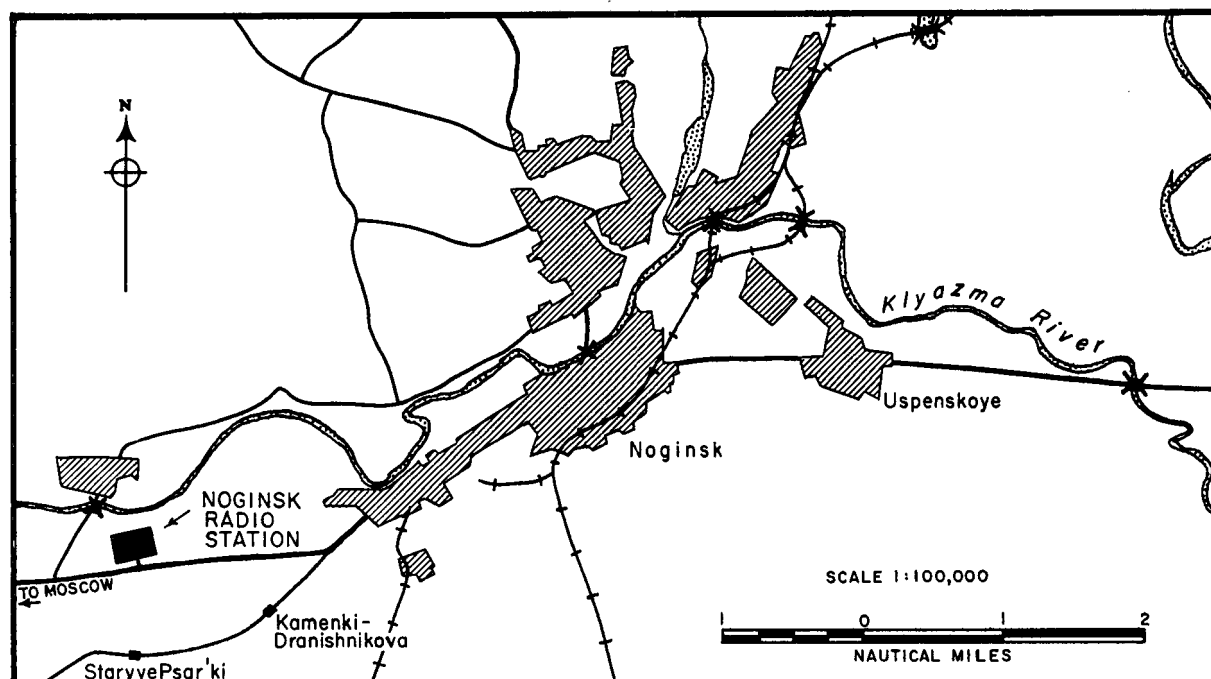 N
Klyazma River
Uspenskoye
Noginsk
NOGINSK
RADIO
STATION
TO MOSCOW
Kamenki-
Dranishnikova
StaryyePsar'ki
SCALE 1:100,000
1 0 1 2
NAUTICAL MILES